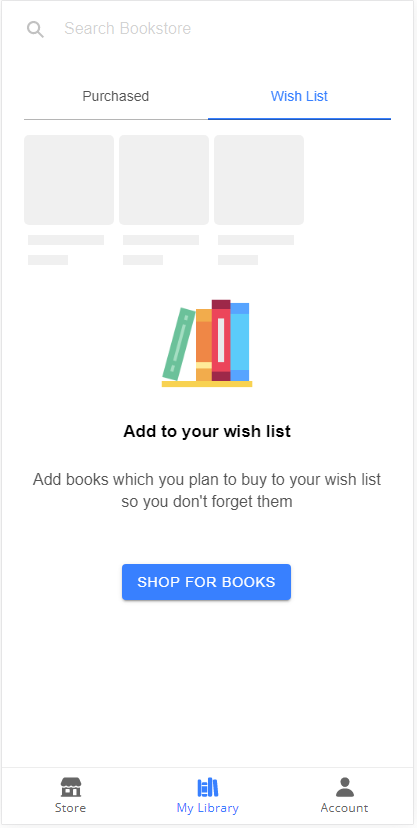 Search Bookstore
Purchased
Wish List
Add to your wish list
Add books which you plan to buy to your wish list
so you don't forget them
SHOP FOR BOOKS
Store
My Library
Account